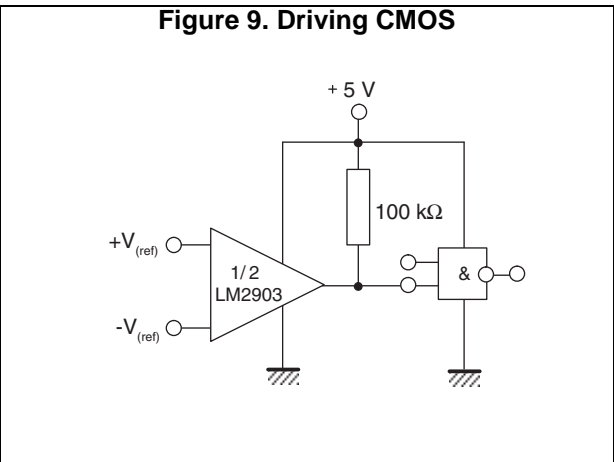 Figure 9. Driving CMOS
+ 5 V
100 kΩ
+V(ref)
1/2
LM2903
&
-V(ref)